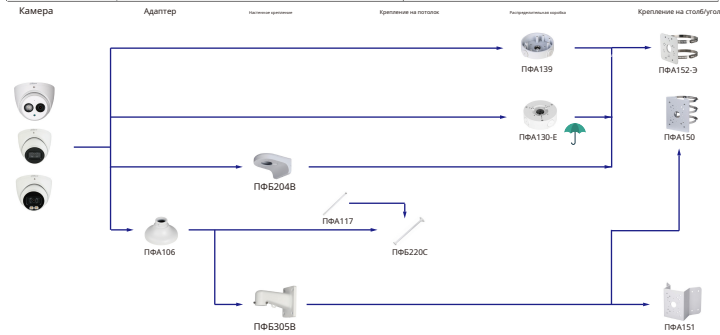 Камера
Адаптер
Настенное крепление
Крепление на потолок
Распределительная коробка
Крепление на столб/угол
ПФА139
ПФА152-Э
ПФА130-Е
ПФА150
ПФБ204В
ПФА117
ПФА106
ПФБ220С
ПФБ305В
ПФА151